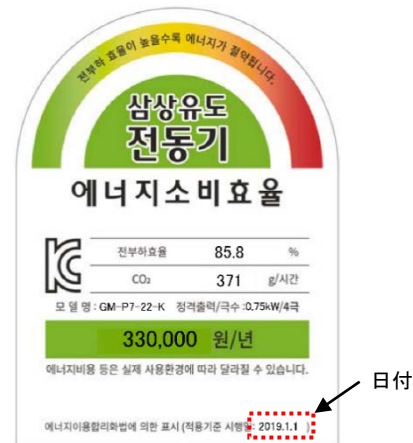 전부하 효율이 높을수록 에너지가 절약됩니다.
삼상유도
전동기
에너지소비효율
KC
전부하효율 85.8 %
CO₂ 371 g/시간
모 델 명 : GM-P7-22-K 정격출력/극수 :0.75kW/4극
330,000 원/년
에너지비용 등은 실제 사용환경에 따라 달라질 수 있습니다.
日付
에너지이용합리화법에 의한 표시 (적용기준 시행일: 2019.1.1 )